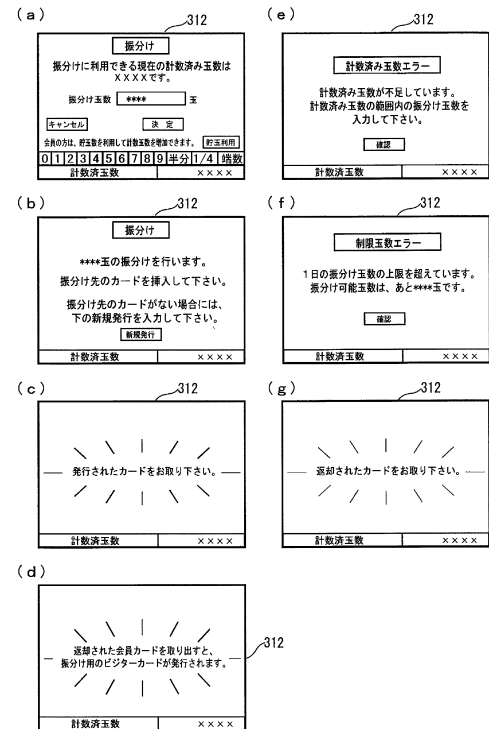 (a)
312
振分け
振分けに利用できる現在の計数済み玉数は
XXXXです。
振分け玉数 **** 玉
キャンセル 決 定
会員の方は、貯玉数を利用して計数玉数を増加できます。 貯玉利用
0 1 2 3 4 5 6 7 8 9 半分 1/4 端数
計数済玉数 ××××
(b)
312
振分け
****玉の振分けを行います。
振分け先のカードを挿入して下さい。
振分け先のカードがない場合には、
下の新規発行を入力して下さい。
新規発行
計数済玉数 ××××
(c)
312
発行されたカードをお取り下さい。
計数済玉数 ××××
(d)
312
返却された会員カードを取り出すと、
振分け用のビジターカードが発行されます。
計数済玉数 ××××
(e)
312
計数済み玉数エラー
計数済み玉数が不足しています。
計数済み玉数の範囲内の振分け玉数を
入力して下さい。
確認
計数済玉数 ××××
(f)
312
制限玉数エラー
1日の振分け玉数の上限を超えています。
振分け可能玉数は、あと****玉です。
確認
計数済玉数 ××××
(g)
312
返却されたカードをお取り下さい。
計数済玉数 ××××